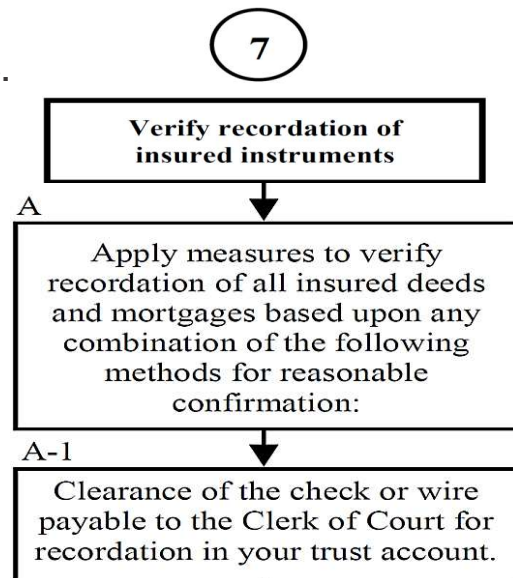 7
Verify recordation of
insured instruments
A
Apply measures to verify
recordation of all insured deeds
and mortgages based upon any
combination of the following
methods for reasonable
confirmation:
A-1
Clearance of the check or wire
payable to the Clerk of Court for
recordation in your trust account.